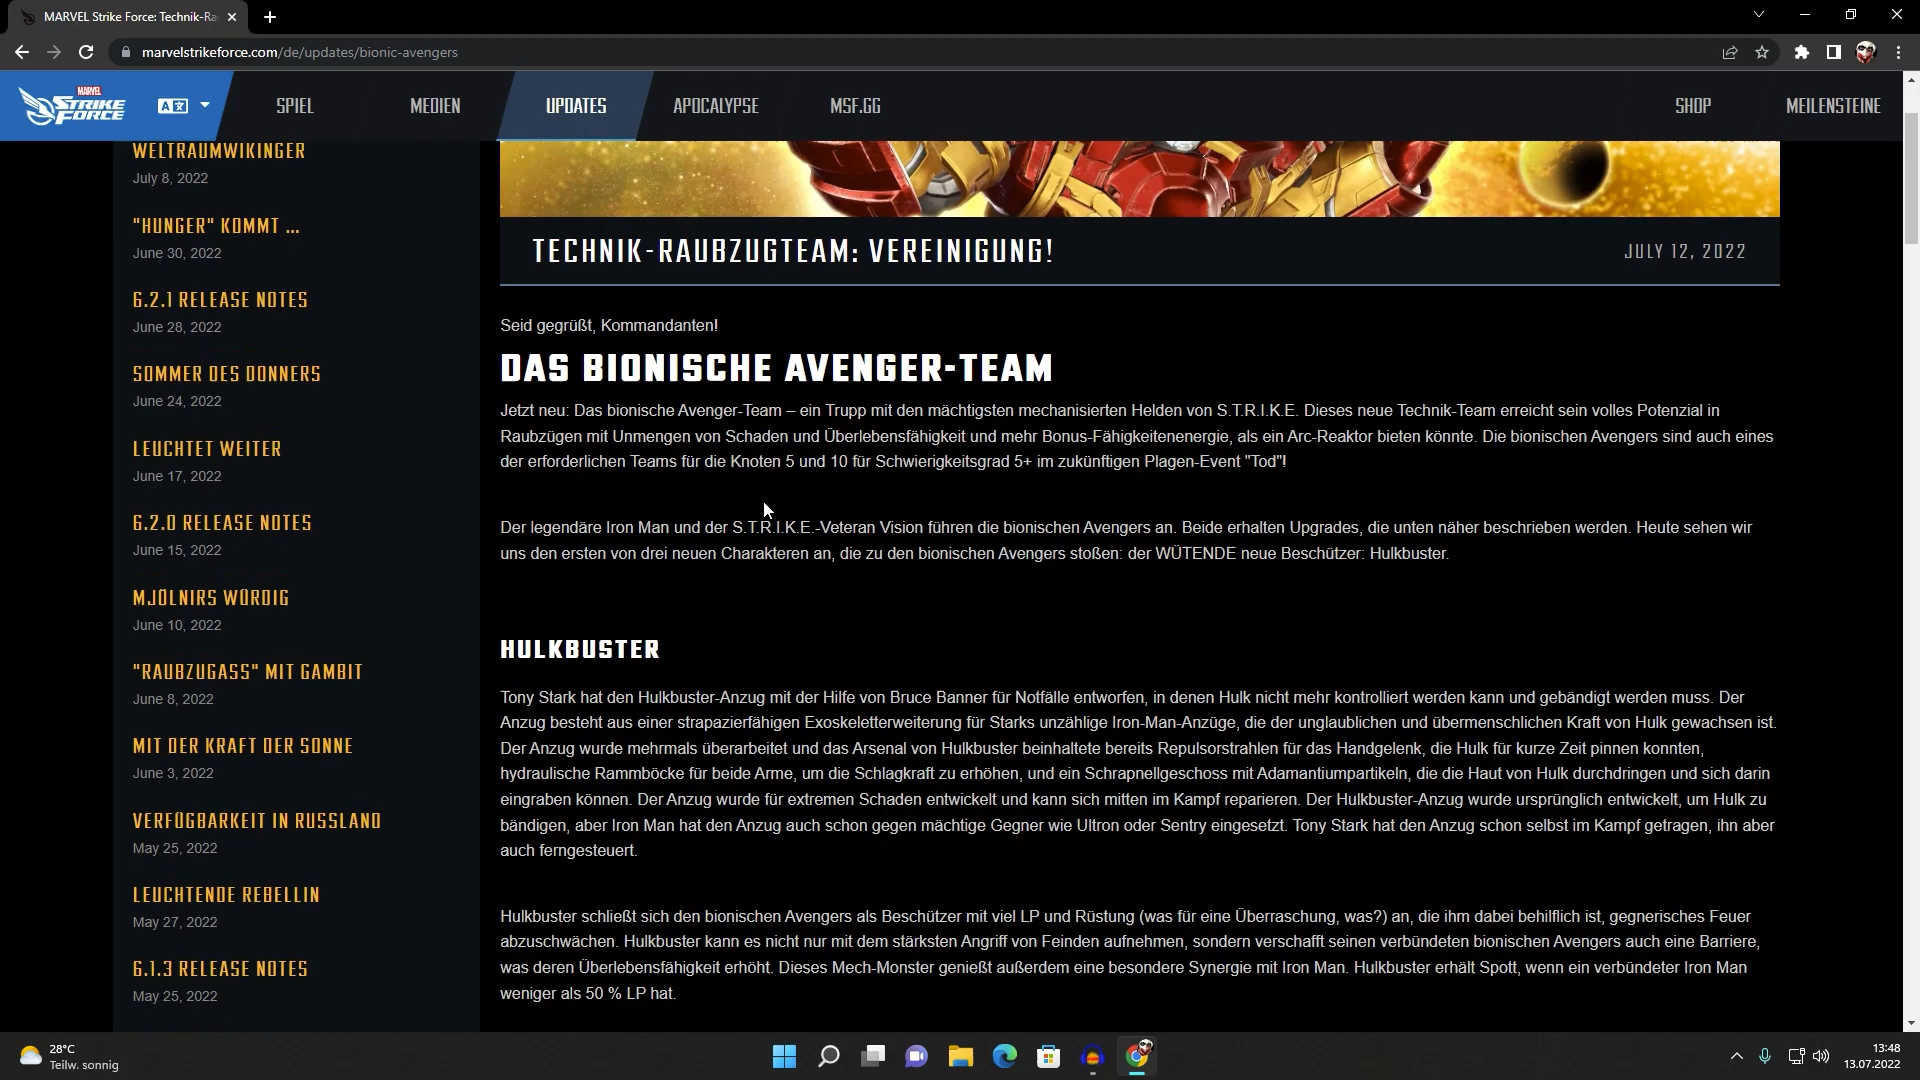 MARVEL Strike Force: Technik-Ra
marvelstrikeforce.com/de/updates/bionic-avengers
MARVEL
STRIKE
FORCE
SPIEL
MEDIEN
UPDATES
APOCALYPSE
MSF.GG
SHOP
MEILENSTEINE
WELTRAUMWIKINGER
July 8, 2022
"HUNGER" KOMMT ...
June 30, 2022
6.2.1 RELEASE NOTES
June 28, 2022
SOMMER DES DONNERS
June 24, 2022
LEUCHTET WEITER
June 17, 2022
6.2.0 RELEASE NOTES
June 15, 2022
MJÖLNIRS WÜRDIG
June 10, 2022
"RAUBZUGASS" MIT GAMBIT
June 8, 2022
MIT DER KRAFT DER SONNE
June 3, 2022
VERFÜGBARKEIT IN RUSSLAND
May 25, 2022
LEUCHTENDE REBELLIN
May 27, 2022
6.1.3 RELEASE NOTES
May 25, 2022
TECHNIK-RAUBZUGTEAM: VEREINIGUNG!
JULY 12, 2022
Seid gegrüßt, Kommandanten!
DAS BIONISCHE AVENGER-TEAM
Jetzt neu: Das bionische Avenger-Team – ein Trupp mit den mächtigsten mechanisierten Helden von S.T.R.I.K.E. Dieses neue Technik-Team erreicht sein volles Potenzial in
Raubzügen mit Unmengen von Schaden und Überlebensfähigkeit und mehr Bonus-Fähigkeitenenergie, als ein Arc-Reaktor bieten könnte. Die bionischen Avengers sind auch eines
der erforderlichen Teams für die Knoten 5 und 10 für Schwierigkeitsgrad 5+ im zukünftigen Plagen-Event "Tod"!
Der legendäre Iron Man und der S.T.R.I.K.E.-Veteran Vision führen die bionischen Avengers an. Beide erhalten Upgrades, die unten näher beschrieben werden. Heute sehen wir
uns den ersten von drei neuen Charakteren an, die zu den bionischen Avengers stoßen: der WÜTENDE neue Beschützer: Hulkbuster.
HULKBUSTER
Tony Stark hat den Hulkbuster-Anzug mit der Hilfe von Bruce Banner für Notfälle entworfen, in denen Hulk nicht mehr kontrolliert werden kann und gebändigt werden muss. Der
Anzug besteht aus einer strapazierfähigen Exoskeletterweiterung für Starks unzählige Iron-Man-Anzüge, die der unglaublichen und übermenschlichen Kraft von Hulk gewachsen ist.
Der Anzug wurde mehrmals überarbeitet und das Arsenal von Hulkbuster beinhaltete bereits Repulsorstrahlen für das Handgelenk, die Hulk für kurze Zeit pinnen konnten,
hydraulische Rammböcke für beide Arme, um die Schlagkraft zu erhöhen, und ein Schrapnellgeschoss mit Adamantiumpartikeln, die die Haut von Hulk durchdringen und sich darin
eingraben können. Der Anzug wurde für extremen Schaden entwickelt und kann sich mitten im Kampf reparieren. Der Hulkbuster-Anzug wurde ursprünglich entwickelt, um Hulk zu
bändigen, aber Iron Man hat den Anzug auch schon gegen mächtige Gegner wie Ultron oder Sentry eingesetzt. Tony Stark hat den Anzug schon selbst im Kampf getragen, ihn aber
auch ferngesteuert.
Hulkbuster schließt sich den bionischen Avengers als Beschützer mit viel LP und Rüstung (was für eine Überraschung, was?) an, die ihm dabei behilflich ist, gegnerisches Feuer
abzuschwächen. Hulkbuster kann es nicht nur mit dem stärksten Angriff von Feinden aufnehmen, sondern verschafft seinen verbündeten bionischen Avengers auch eine Barriere,
was deren Überlebensfähigkeit erhöht. Dieses Mech-Monster genießt außerdem eine besondere Synergie mit Iron Man. Hulkbuster erhält Spott, wenn ein verbündeter Iron Man
weniger als 50 % LP hat.
28°C
Teilw. sonnig
13:48
13.07.2022